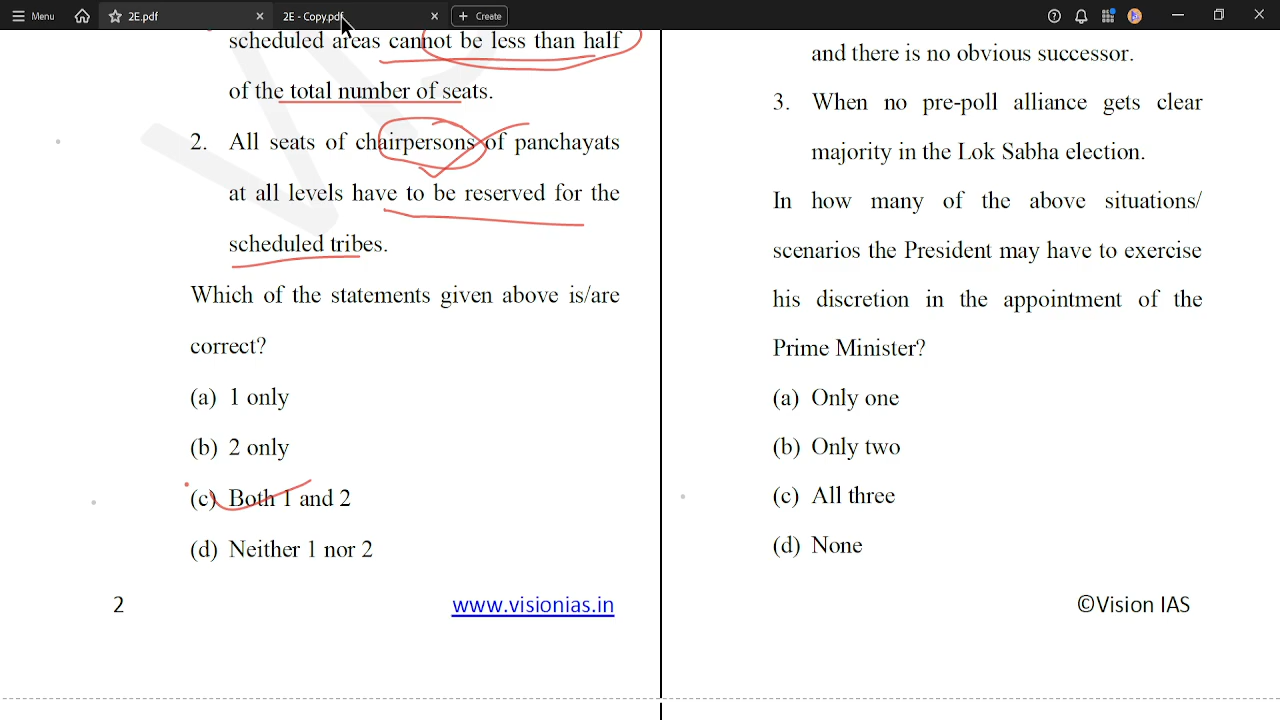 Menu
2E.pdf
2E - Copy.pdf
Create
scheduled areas cannot be less than half
of the total number of seats.
2. All seats of chairpersons of panchayats
at all levels have to be reserved for the
scheduled tribes.
Which of the statements given above is/are
correct?
(a) 1 only
(b) 2 only
(c) Both 1 and 2
(d) Neither 1 nor 2
2
www.visionias.in
and there is no obvious successor.
3. When no pre-poll alliance gets clear
majority in the Lok Sabha election.
In how many of the above situations/
scenarios the President may have to exercise
his discretion in the appointment of the
Prime Minister?
(a) Only one
(b) Only two
(c) All three
(d) None
©Vision IAS